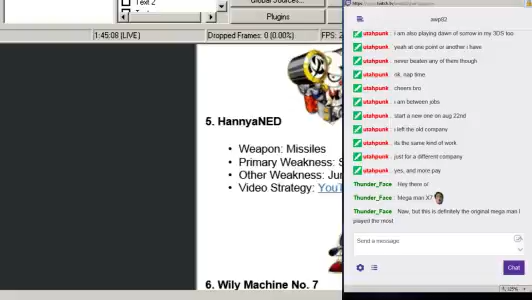 Text 2
Global Sources...
Plugins
1:45:08 (LIVE)
Dropped Frames: 0 (0.00%)
FPS: 2
5. HannyaNED
• Weapon: Missiles
• Primary Weakness: S
• Other Weakness: Jun
• Video Strategy: YouT
6. Wily Machine No. 7
awp82
utahpunk: i am also playing dawn of sorrow in my 3DS too
utahpunk: yeah at one point or another i have
utahpunk: never beaten any of them though
utahpunk: ok, nap time
utahpunk: cheers bro
utahpunk: i am between jobs
utahpunk: start a new one on aug 22nd
utahpunk: i left the old company
utahpunk: its the same kind of work
utahpunk: just for a different company
utahpunk: yes, and more pay
Thunder_Face: Hey there o/
Thunder_Face: Mega man X?
Thunder_Face: Naw, but this is definitely the original mega man I
played the most
Send a message
Chat